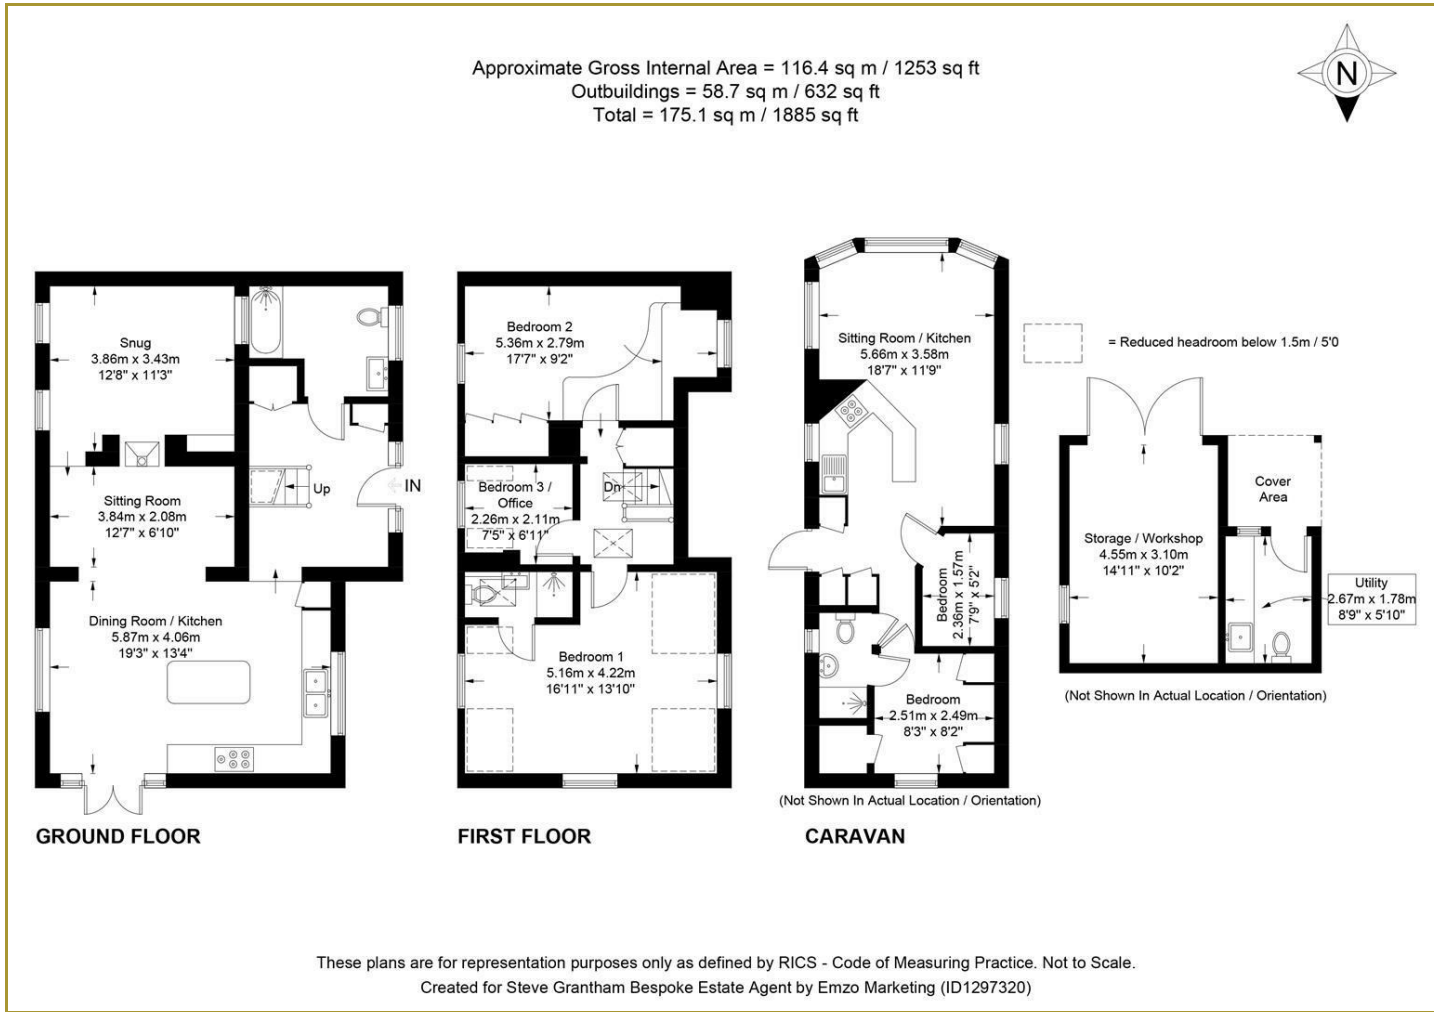 Approximate Gross Internal Area = 116.4 sq m / 1253 sq ft
Outbuildings = 58.7 sq m / 632 sq ft
Total = 175.1 sq m / 1885 sq ft
N
Snug
3.86m x 3.43m
12'8" x 11'3"
Sitting Room
3.84m x 2.08m
12'7" x 6'10"
Up
IN
Dining Room / Kitchen
5.87m x 4.06m
19'3" x 13'4"
GROUND FLOOR
Bedroom 2
5.36m x 2.79m
17'7" x 9'2"
Bedroom 3 /
Office
2.26m x 2.11m
7'5" x 6'11"
Dn
Bedroom 1
5.16m x 4.22m
16'11" x 13'10"
FIRST FLOOR
Sitting Room / Kitchen
5.66m x 3.58m
18'7" x 11'9"
Bedroom
2.36m x 1.57m
7'9" x 5'2"
Bedroom
2.51m x 2.49m
8'3" x 8'2"
(Not Shown In Actual Location / Orientation)
CARAVAN
= Reduced headroom below 1.5m / 5'0
Cover
Area
Storage / Workshop
4.55m x 3.10m
14'11" x 10'2"
Utility
2.67m x 1.78m
8'9" x 5'10"
(Not Shown In Actual Location / Orientation)
These plans are for representation purposes only as defined by RICS - Code of Measuring Practice. Not to Scale.
Created for Steve Grantham Bespoke Estate Agent by Emzo Marketing (ID1297320)